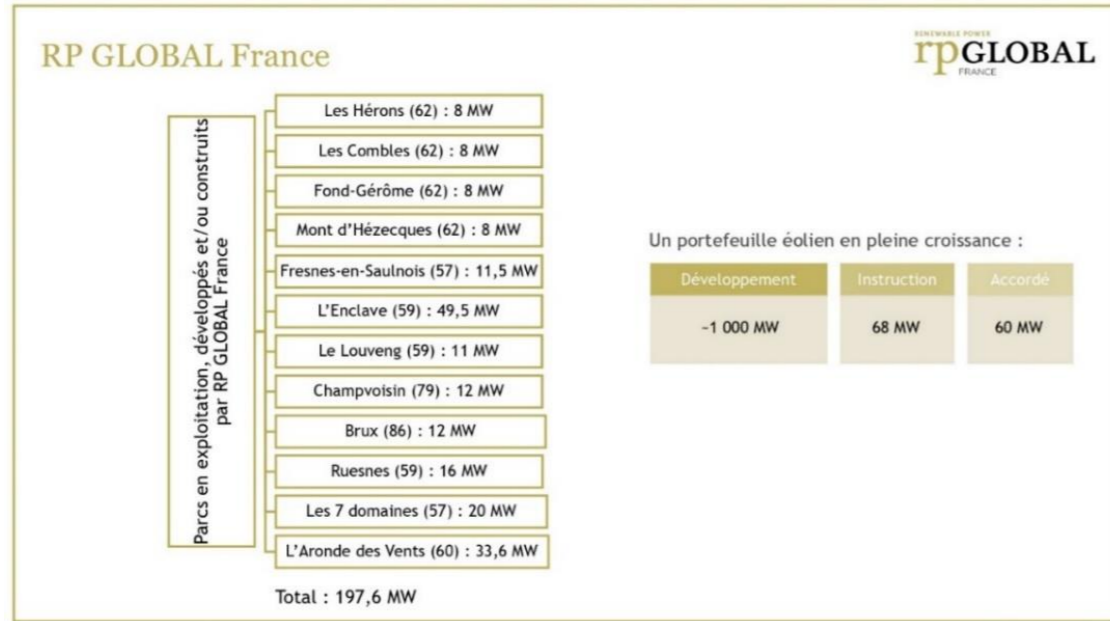 RP GLOBAL France
RENEWABLE POWER
rp GLOBAL
FRANCE
Parcs en exploitation, développés et/ou construits
par RP GLOBAL France
Les Hérons (62) : 8 MW
Les Combles (62) : 8 MW
Fond-Gérôme (62) : 8 MW
Mont d'Hézecques (62) : 8 MW
Fresnes-en-Saulnois (57) : 11,5 MW
L'Enclave (59) : 49,5 MW
Le Louveng (59) : 11 MW
Champvoisin (79) : 12 MW
Brux (86) : 12 MW
Ruesnes (59) : 16 MW
Les 7 domaines (57) : 20 MW
L'Aronde des Vents (60) : 33,6 MW
Total : 197,6 MW
Un portefeuille éolien en pleine croissance :
Développement Instruction Accordé
~1 000 MW 68 MW 60 MW